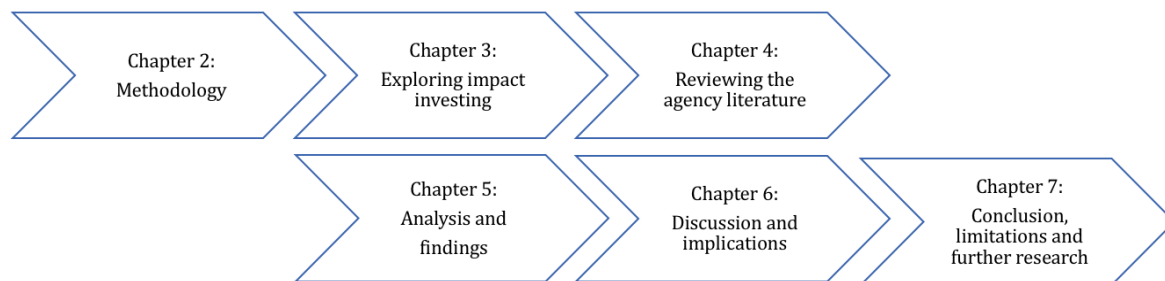 Chapter 2:
Methodology
Chapter 3:
Exploring impact
investing
Chapter 4:
Reviewing the
agency literature
Chapter 5:
Analysis and
findings
Chapter 6:
Discussion and
implications
Chapter 7:
Conclusion,
limitations and
further research